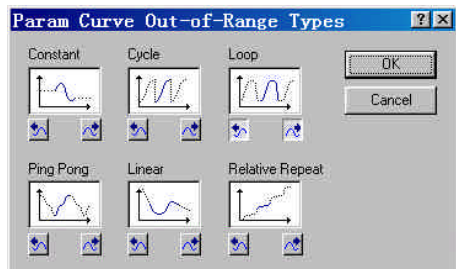 Param Curve Out-of-Range Types
Constant
Cycle
Loop
OK
Cancel
Ping Pong
Linear
Relative Repeat